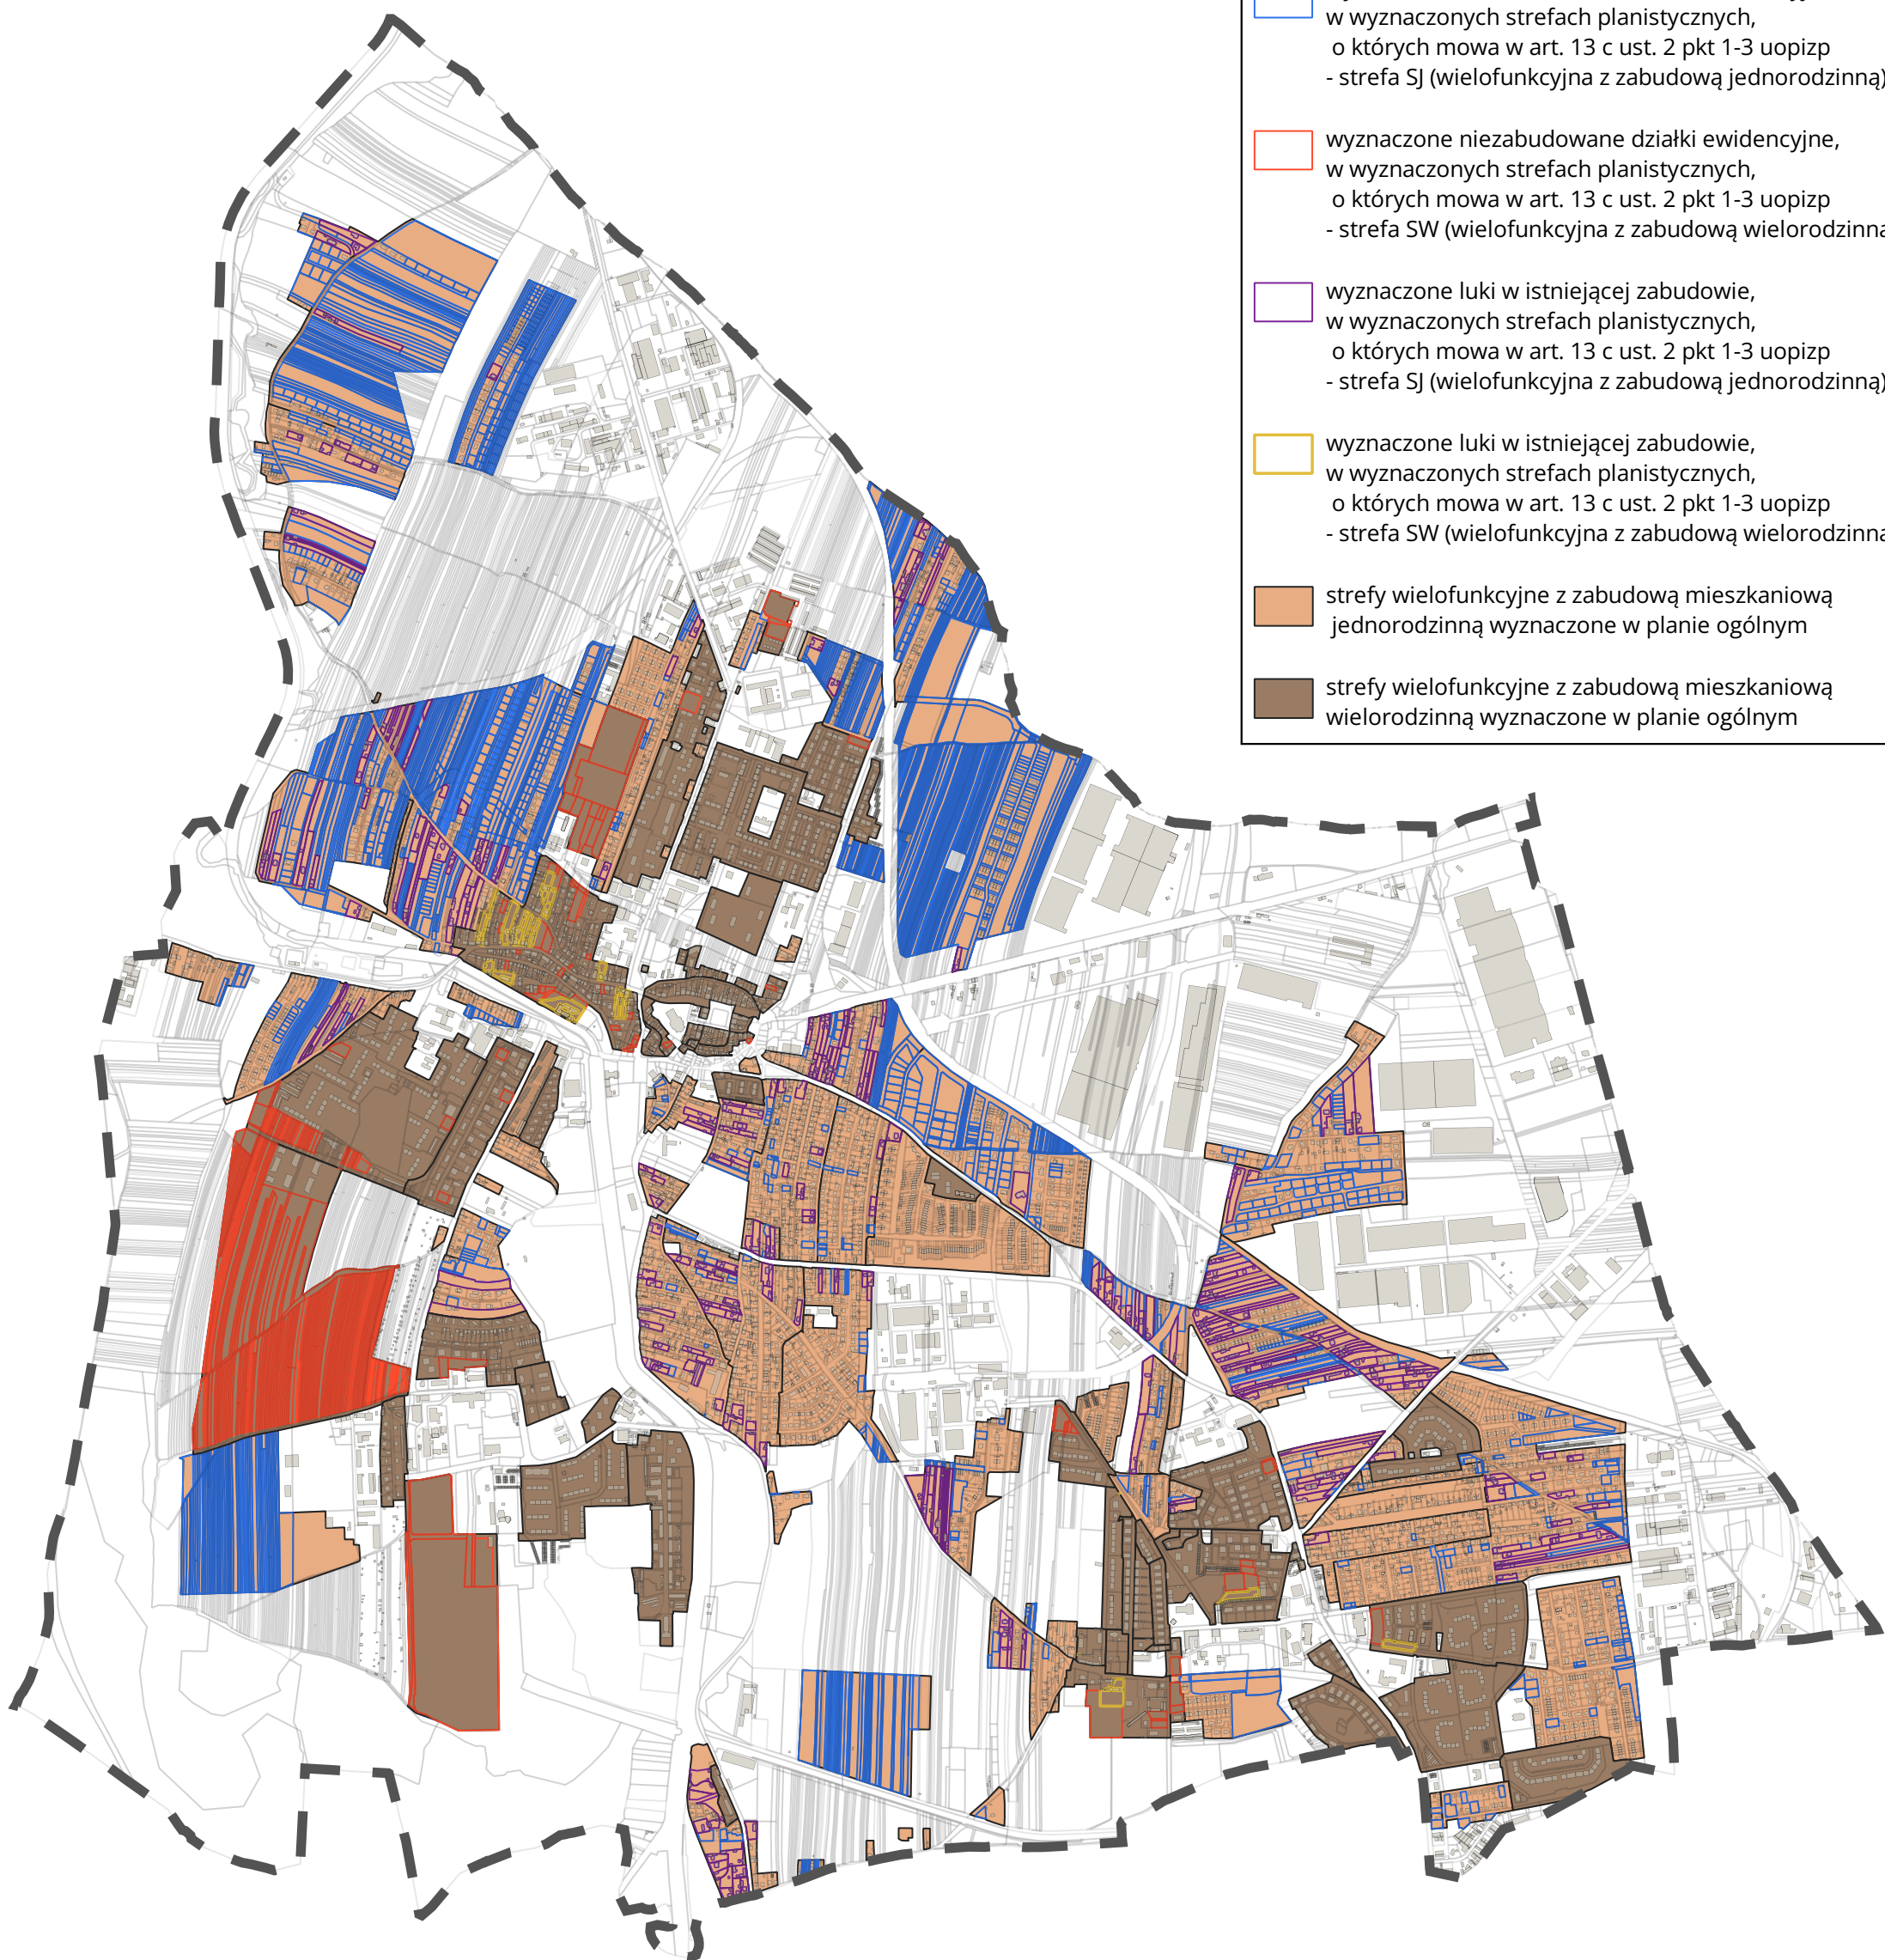 w wyznaczonych strefach planistycznych,
o których mowa w art. 13 c ust. 2 pkt 1-3 uopizp
- strefa SJ (wielofunkcyjna z zabudową jednorodzinną)
wyznaczone niezabudowane działki ewidencyjne,
w wyznaczonych strefach planistycznych,
o których mowa w art. 13 c ust. 2 pkt 1-3 uopizp
- strefa SW (wielofunkcyjna z zabudową wielorodzinną
wyznaczone luki w istniejącej zabudowie,
w wyznaczonych strefach planistycznych,
o których mowa w art. 13 c ust. 2 pkt 1-3 uopizp
- strefa SJ (wielofunkcyjna z zabudową jednorodzinną)
wyznaczone luki w istniejącej zabudowie,
w wyznaczonych strefach planistycznych,
o których mowa w art. 13 c ust. 2 pkt 1-3 uopizp
- strefa SW (wielofunkcyjna z zabudową wielorodzinną
strefy wielofunkcyjne z zabudową mieszkaniową
jednorodzinną wyznaczone w planie ogólnym
strefy wielofunkcyjne z zabudową mieszkaniową
wielorodzinną wyznaczone w planie ogólnym